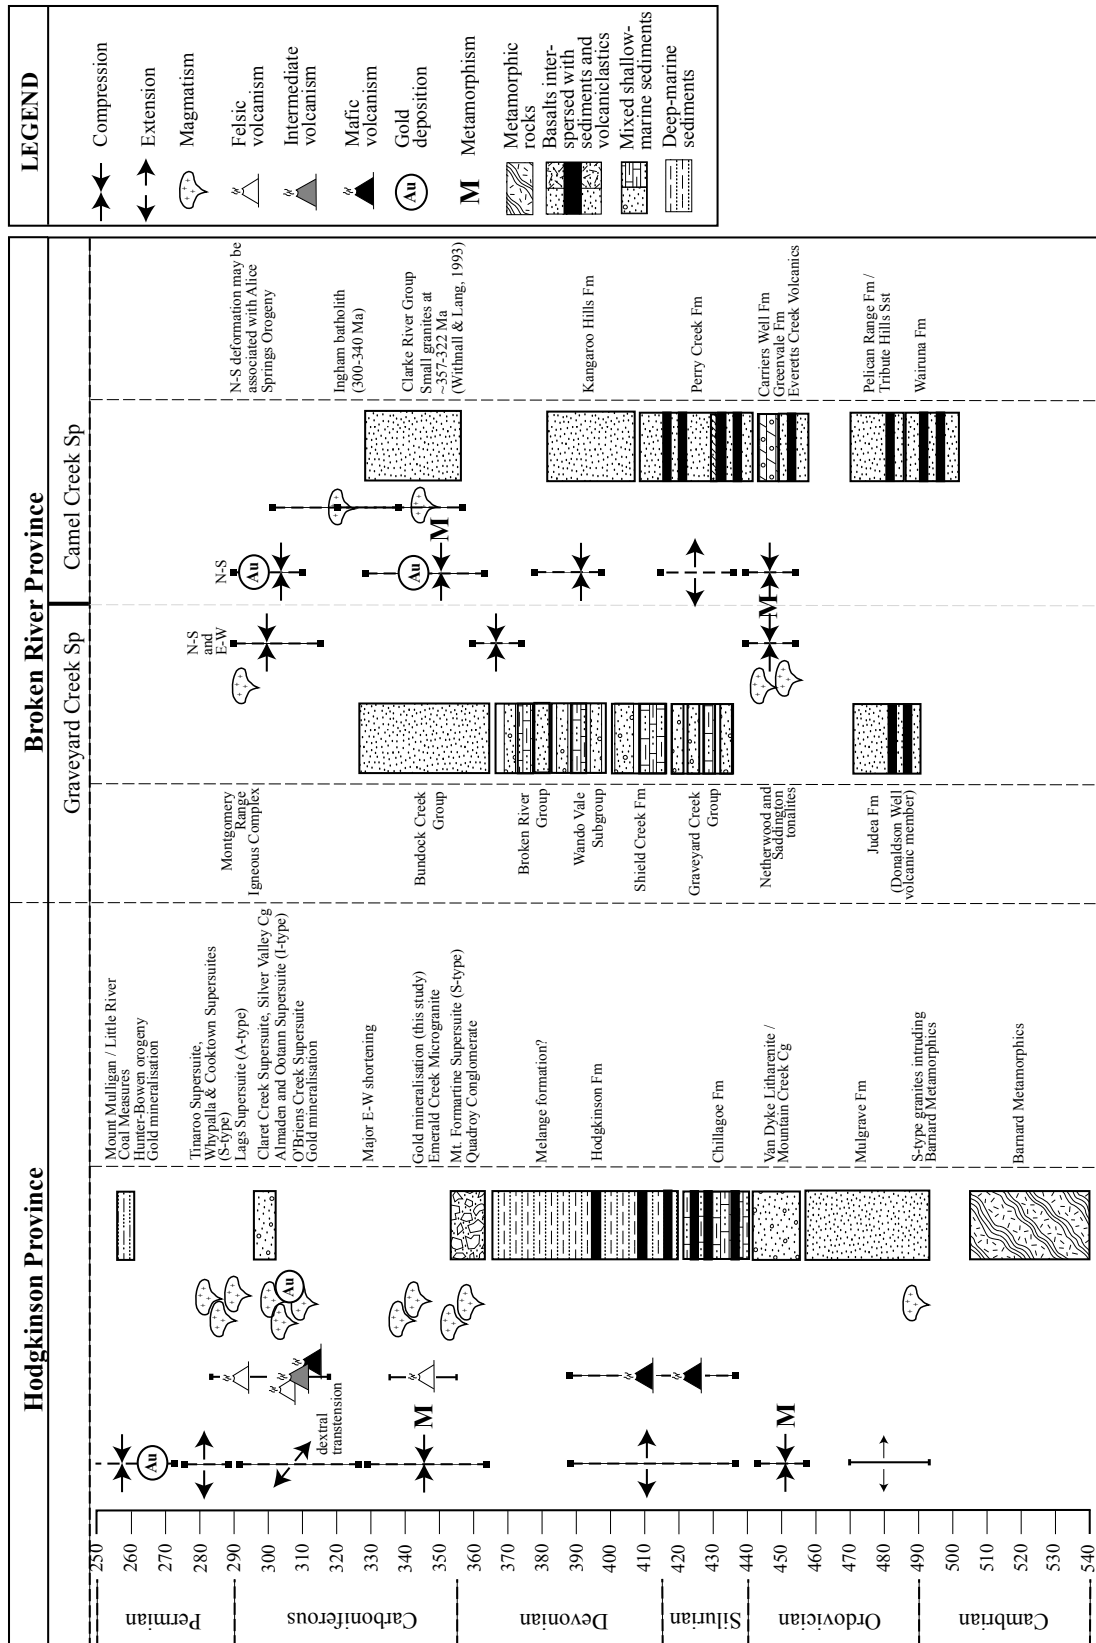 LEGEND
Compression
Extension
Magmatism
Felsic
volcanism
Intermediate
volcanism
Mafic
volcanism
Au
Gold
deposition
M
Metamorphism
Metamorphic
rocks
Basalts inter-
spersed with
sediments and
volcaniclastics
Mixed shallow-
marine sediments
Deep-marine
sediments
Broken River Province
Camel Creek Sp
Graveyard Creek Sp
N-S deformation may be
associated with Alice
Springs Orogeny
Ingham batholith
(300-340 Ma)
Clarke River Group
Small granites at
~357-322 Ma
(Withnall & Lang, 1993)
Kangaroo Hills Fm
Perry Creek Fm
Carriers Well Fm
Greenvale Fm
Everetts Creek Volcanics
Pelican Range Fm /
Tribute Hills Sst
Wairuna Fm
N-S
Au
Au
M
M
N-S
and
E-W
Montgomery
Range
Igneous Complex
Bundock Creek
Group
Broken River
Group
Wando Vale
Subgroup
Shield Creek Fm
Graveyard Creek
Group
Netherwood and
Saddington
tonalites
Judea Fm
(Donaldson Well
volcanic member)
Hodgkinson Province
Mount Mulligan / Little River
Coal Measures
Hunter-Bowen orogeny
Gold mineralisation
Tinaroo Supersuite,
Whypalla & Cooktown Supersuites
(S-type)
Lags Supersuite (A-type)
Claret Creek Supersuite, Silver Valley Cg
Almaden and Ootann Supersuite (I-type)
O'Briens Creek Supersuite
Gold mineralisation
Major E-W shortening
Gold mineralisation (this study)
Emerald Creek Microgranite
Mt. Formartine Supersuite (S-type)
Quadroy Conglomerate
Melange formation?
Hodgkinson Fm
Chillagoe Fm
Van Dyke Litharenite /
Mountain Creek Cg
Mulgrave Fm
S-type granites intruding
Barnard Metamorphics
Barnard Metamorphics
Au
Au
dextral
transtension
M
M
250
260
270
280
290
300
310
320
330
340
350
360
370
380
390
400
410
420
430
440
450
460
470
480
490
500
510
520
530
540
Permian
Carboniferous
Devonian
Silurian
Ordovician
Cambrian